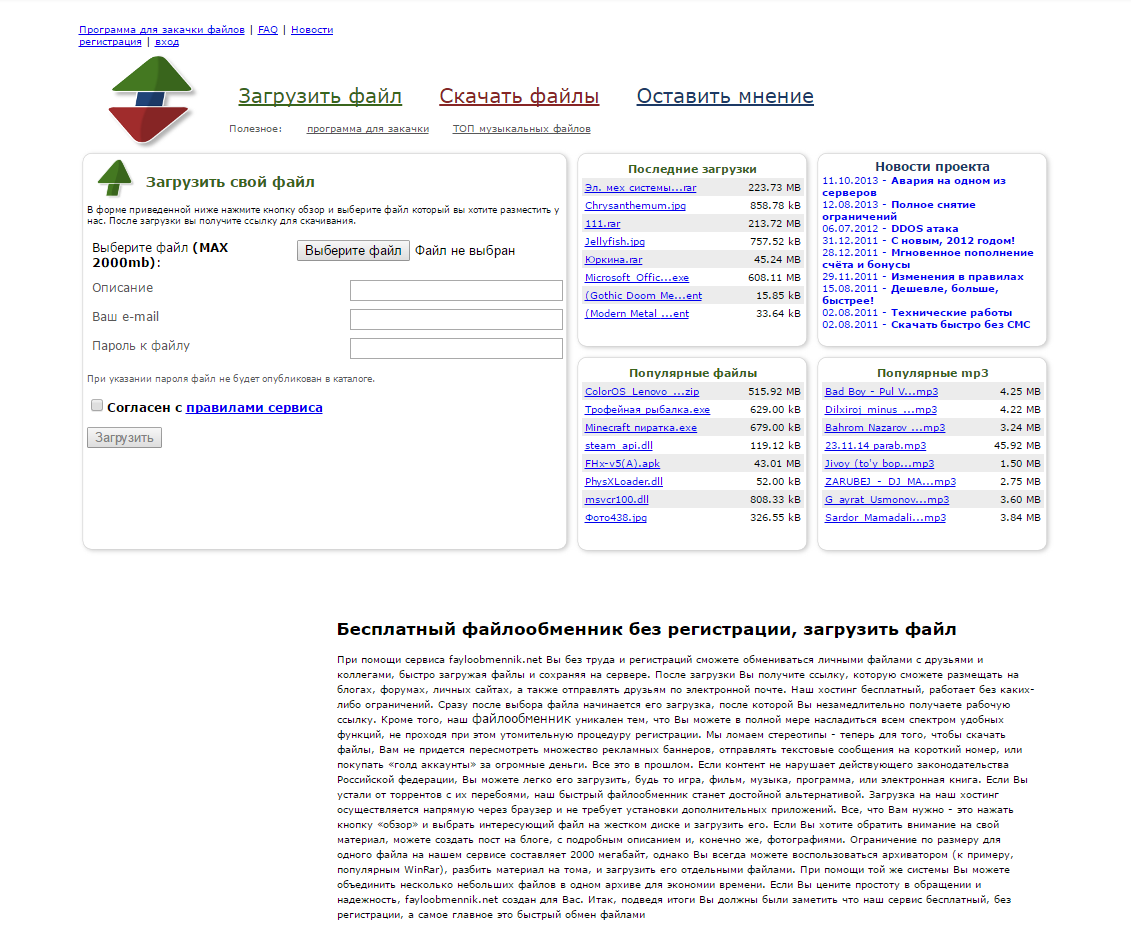 Программа для закачки файлов | FAQ | Новости
регистрация | вход
Загрузить файл Скачать файлы Оставить мнение
Полезное: программа для закачки ТОП музыкальных файлов
Загрузить свой файл
В форме приведенной ниже нажмите кнопку обзор и выберите файл который вы хотите разместить у
нас. После загрузки вы получите ссылку для скачивания.
Выберите файл (MAX
2000mb):
Выберите файл Файл не выбран
Описание
Ваш e-mail
Пароль к файлу
При указании пароля файл не будет опубликован в каталоге.
Согласен с правилами сервиса
Загрузить
Последние загрузки
Эл. мех системы...rar 223.73 MB
Chrysanthemum.jpg 858.78 kB
111.rar 213.72 MB
Jellyfish.jpg 757.52 kB
Юркина.rar 45.24 MB
Microsoft Offic...exe 608.11 MB
(Gothic Doom Me...ent 15.85 kB
(Modern Metal ...ent 33.64 kB
Новости проекта
11.10.2013 - Авария на одном из
серверов
12.08.2013 - Полное снятие
ограничений
06.07.2012 - DDOS атака
31.12.2011 - С новым, 2012 годом!
28.12.2011 - Мгновенное пополнение
счёта и бонусы
29.11.2011 - Изменения в правилах
15.08.2011 - Дешевле, больше,
быстрее!
02.08.2011 - Технические работы
02.08.2011 - Скачать быстро без СМС
Популярные файлы
ColorOS_Lenovo_...zip 515.92 MB
Трофейная рыбалка.exe 629.00 kB
Minecraft пиратка.exe 679.00 kB
steam_api.dll 119.12 kB
FHx-v5(A).apk 43.01 MB
PhysXLoader.dll 52.00 kB
msvcr100.dll 808.33 kB
Фото438.jpg 326.55 kB
Популярные mp3
Bad Boy - Pul V...mp3 4.25 MB
Dilxiroj_minus_...mp3 4.22 MB
Bahrom_Nazarov_...mp3 3.24 MB
23.11.14 parab.mp3 45.92 MB
Jivoy (to'y bop...mp3 1.50 MB
ZARUBEJ_-_DJ_MA...mp3 2.75 MB
G_ayrat_Usmonov...mp3 3.60 MB
Sardor_Mamadali...mp3 3.84 MB
Бесплатный файлообменник без регистрации, загрузить файл
При помощи сервиса fayloobmennik.net Вы без труда и регистраций сможете обмениваться личными файлами с друзьями и
коллегами, быстро загружая файлы и сохраняя на сервере. После загрузки Вы получите ссылку, которую сможете размещать на
блогах, форумах, личных сайтах, а также отправлять друзьям по электронной почте. Наш хостинг бесплатный, работает без каких-
либо ограничений. Сразу после выбора файла начинается его загрузка, после которой Вы незамедлительно получаете рабочую
ссылку. Кроме того, наш файлообменник уникален тем, что Вы можете в полной мере насладиться всем спектром удобных
функций, не проходя при этом утомительную процедуру регистрации. Мы ломаем стереотипы - теперь для того, чтобы скачать
файлы, Вам не придется пересмотреть множество рекламных баннеров, отправлять текстовые сообщения на короткий номер, или
покупать «голд аккаунты» за огромные деньги. Все это в прошлом. Если контент не нарушает действующего законодательства
Российской федерации, Вы можете легко его загрузить, будь то игра, фильм, музыка, программа, или электронная книга. Если Вы
устали от торрентов с их перебоями, наш быстрый файлообменник станет достойной альтернативой. Загрузка на наш хостинг
осуществляется напрямую через браузер и не требует установки дополнительных приложений. Все, что Вам нужно - это нажать
кнопку «обзор» и выбрать интересующий файл на жестком диске и загрузить его. Если Вы хотите обратить внимание на свой
материал, можете создать пост на блоге, с подробным описанием и, конечно же, фотографиями. Ограничение по размеру для
одного файла на нашем сервисе составляет 2000 мегабайт, однако Вы всегда можете воспользоваться архиватором (к примеру,
популярным WinRar), разбить материал на тома, и загрузить его отдельными файлами. При помощи той же системы Вы можете
объединить несколько небольших файлов в одном архиве для экономии времени. Если Вы цените простоту в обращении и
надежность, fayloobmennik.net создан для Вас. Итак, подведя итоги Вы должны были заметить что наш сервис бесплатный, без
регистрации, а самое главное это быстрый обмен файлами